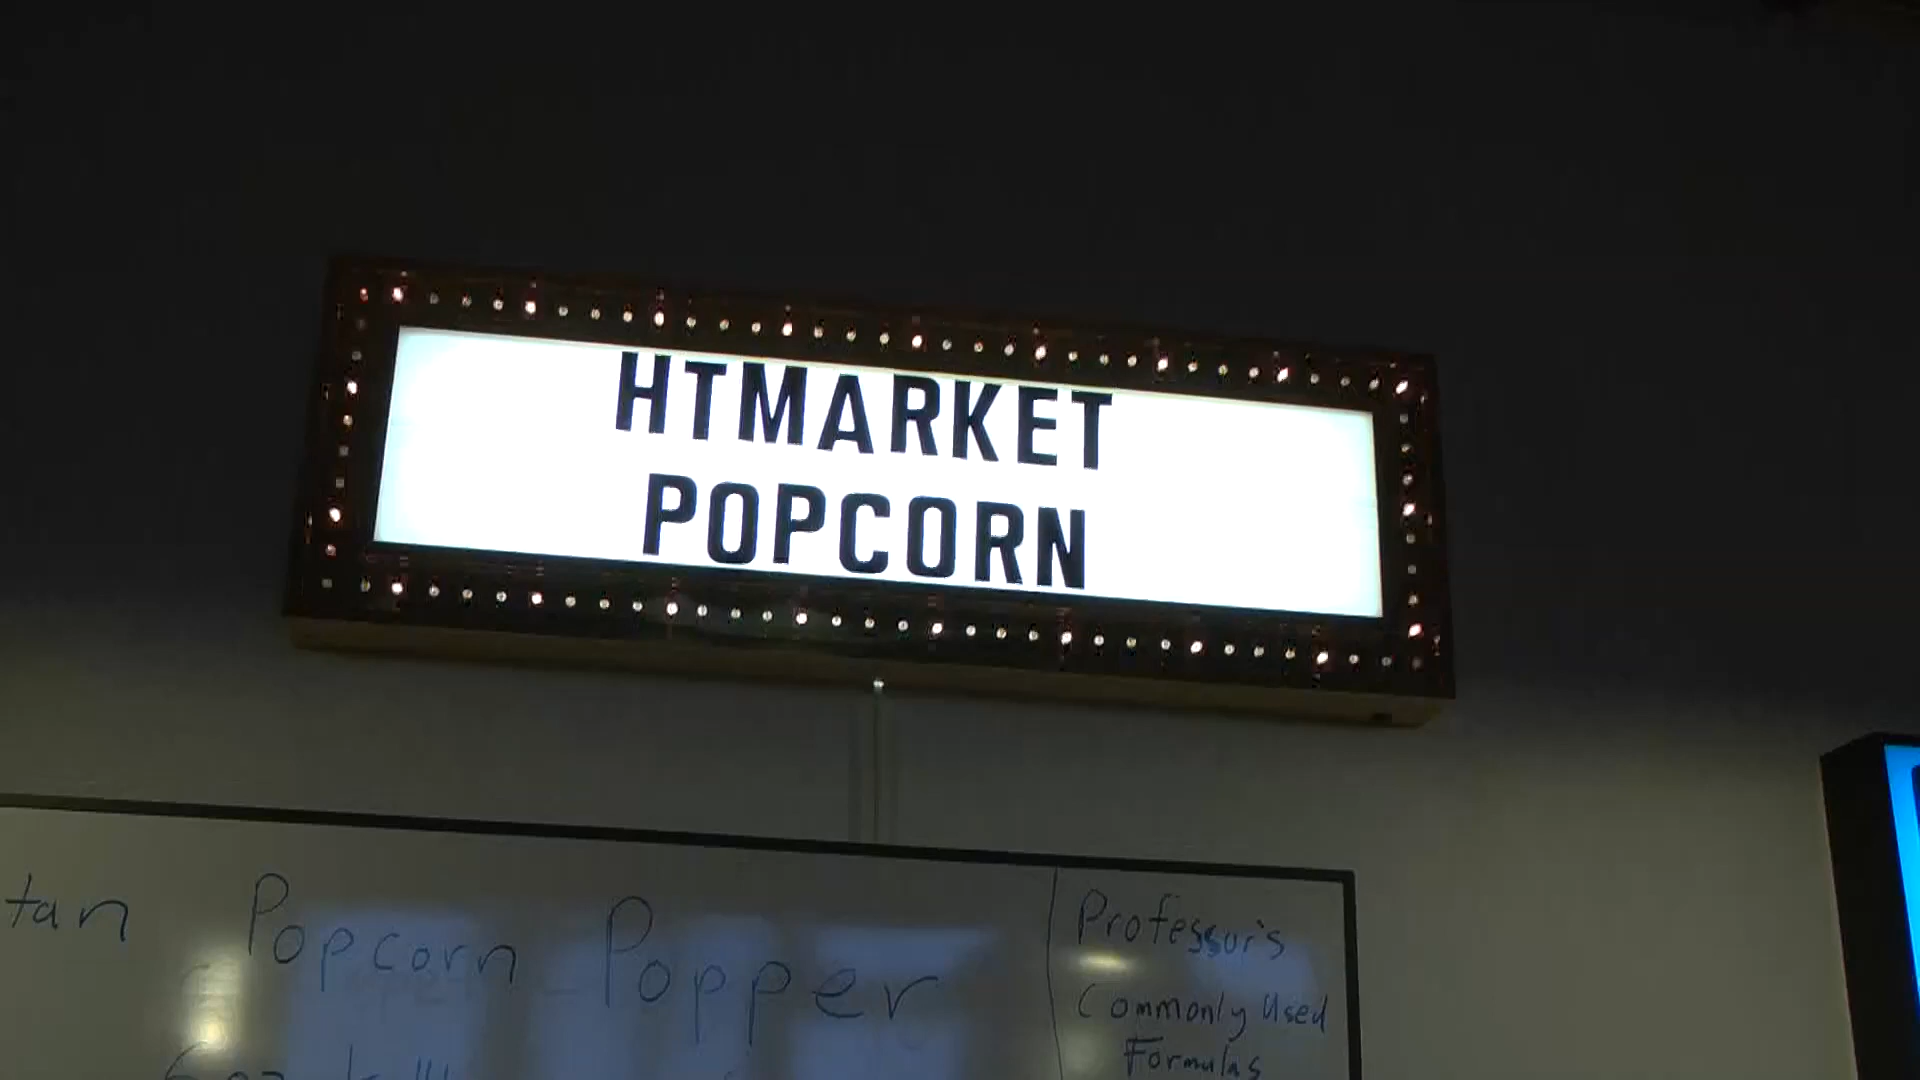 HTMARKET
POPCORN
tan Popcorn Popper
Professor's
Commonly Used
Formulas